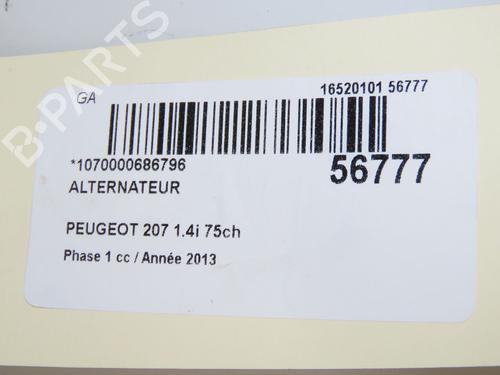 GA
16520101 56777
*1070000686796
56777
ALTERNATEUR
PEUGEOT 207 1.4i 75ch
Phase 1 cc / Année 2013
B-PARTS